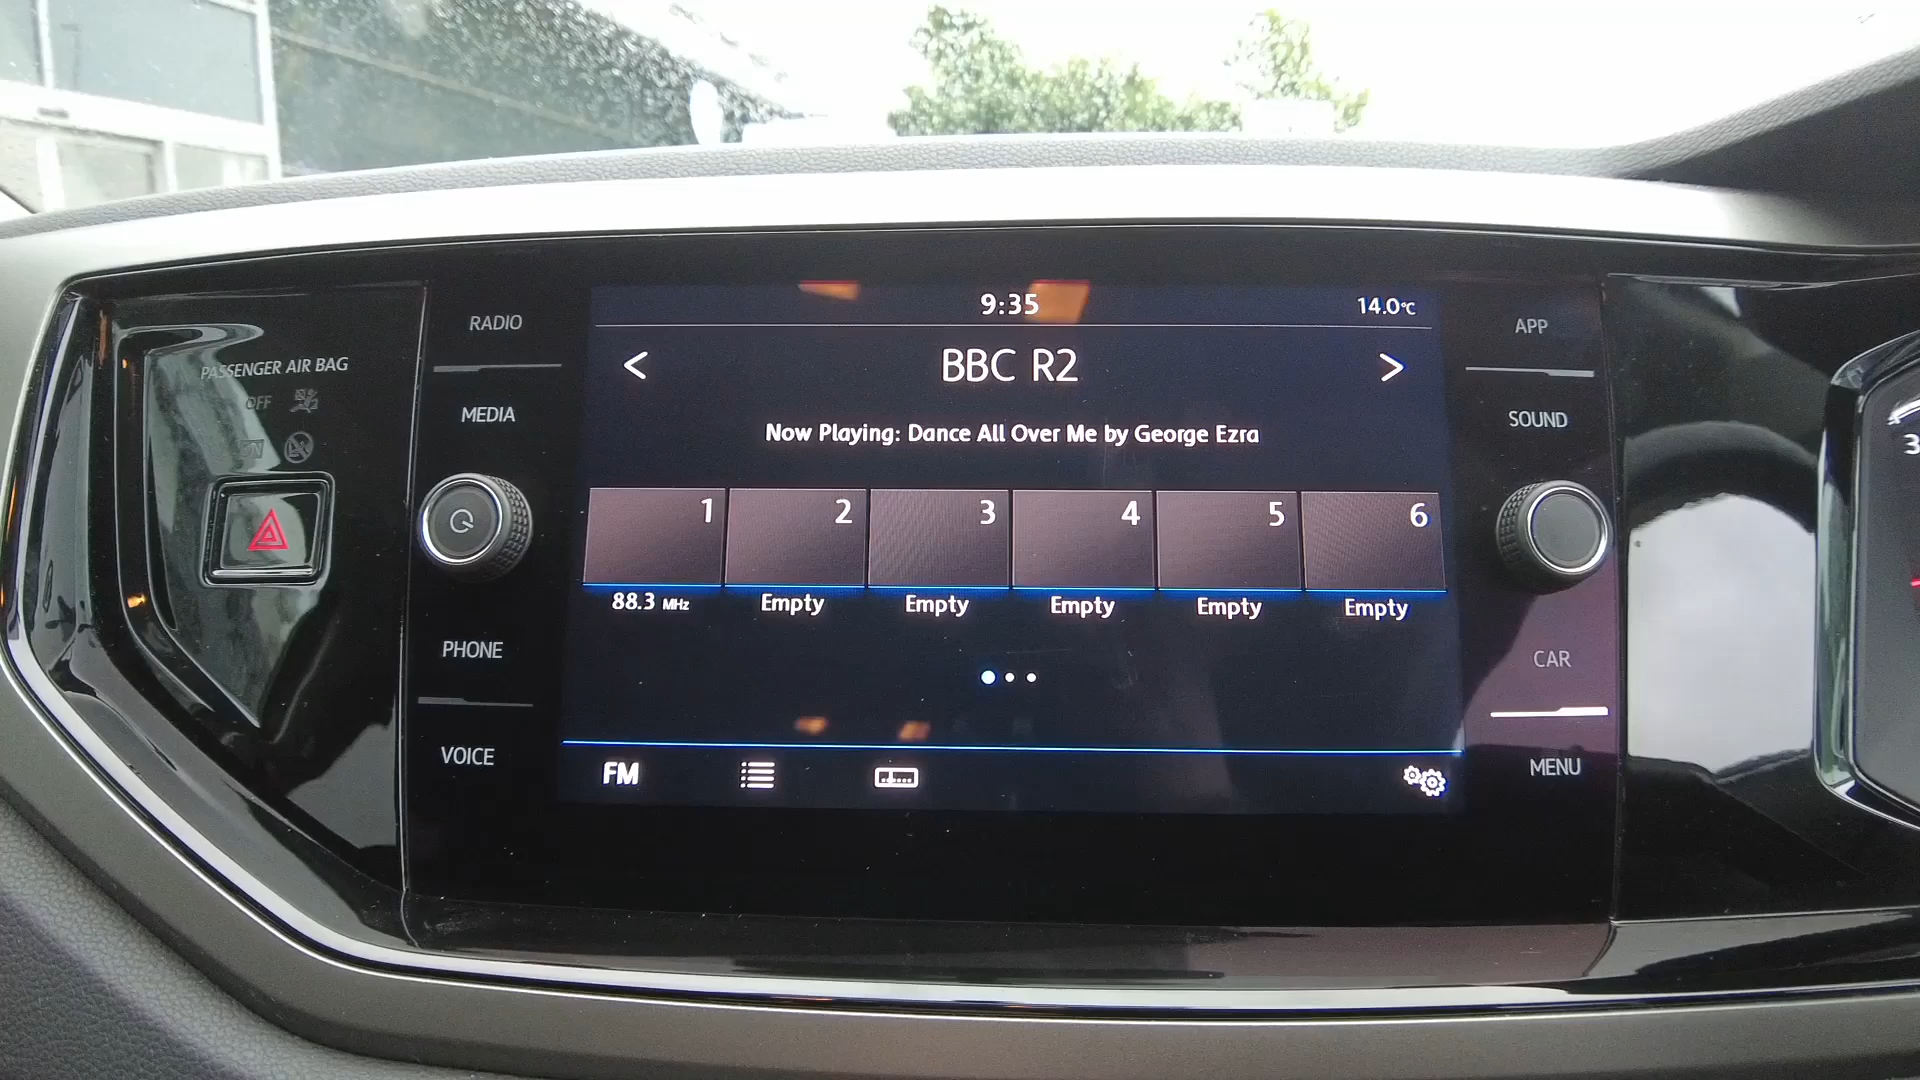 9:35
14.0°C
RADIO
APP
< BBC R2 >
PASSENGER AIR BAG
OFF
ON
MEDIA
SOUND
Now Playing: Dance All Over Me by George Ezra
1 2 3 4 5 6
88.3 MHz Empty Empty Empty Empty Empty
PHONE
CAR
VOICE
FM
MENU
3